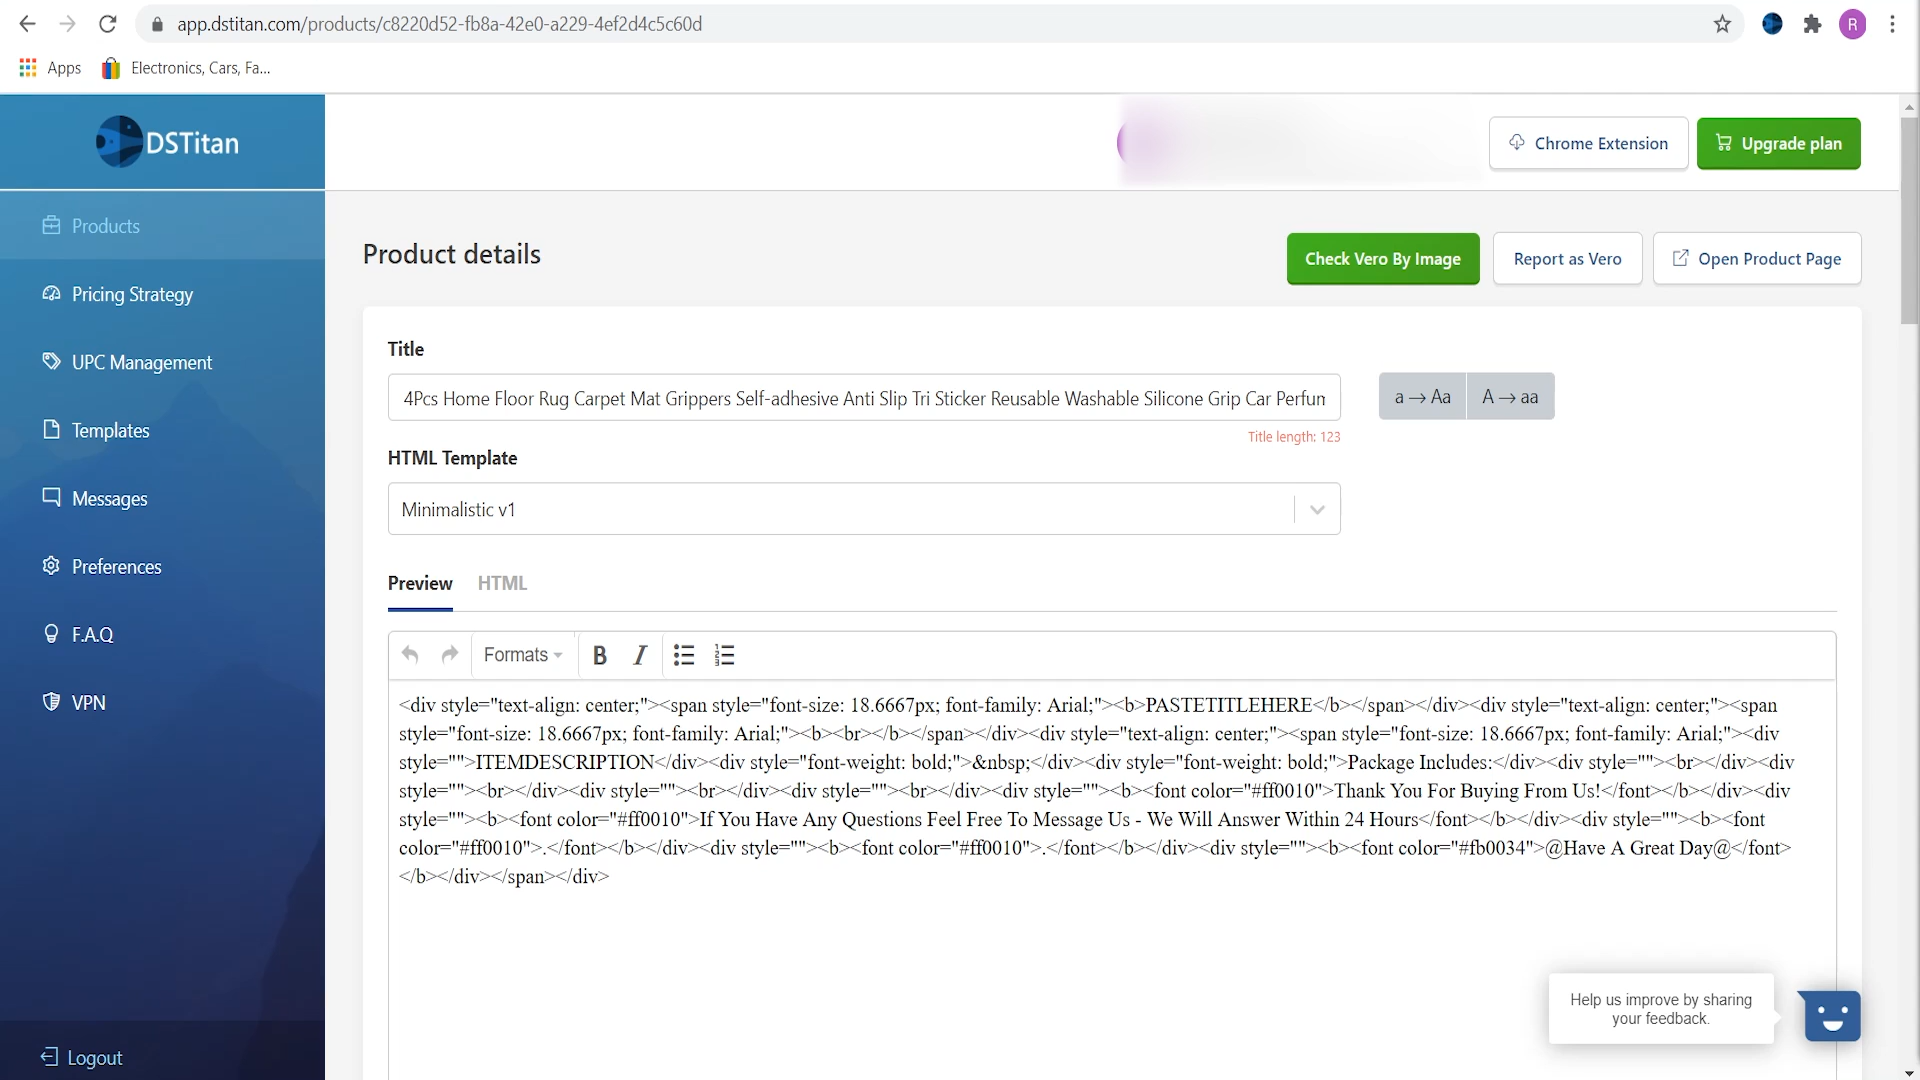 app.dstitan.com/products/c8220d52-fb8a-42e0-a229-4ef2d4c5c60d
R
Apps
Electronics, Cars, Fa...
DSTitan
Chrome Extension
Upgrade plan
Products
Pricing Strategy
UPC Management
Templates
Messages
Preferences
F.A.Q
VPN
Logout
Product details
Check Vero By Image
Report as Vero
Open Product Page
Title
4Pcs Home Floor Rug Carpet Mat Grippers Self-adhesive Anti Slip Tri Sticker Reusable Washable Silicone Grip Car Perfum
a → Aa
A → aa
Title length: 123
HTML Template
Minimalistic v1
Preview
HTML
Formats
B
I
<div style="text-align: center;"><span style="font-size: 18.6667px; font-family: Arial;"><b>PASTETITLEHERE</b></span></div><div style="text-align: center;"><span
style="font-size: 18.6667px; font-family: Arial;"><b><br></b></span></div><div style="text-align: center;"><span style="font-size: 18.6667px; font-family: Arial;"><div
style="">ITEMDESCRIPTION</div><div style="font-weight: bold;">&nbsp;</div><div style="font-weight: bold;">Package Includes:</div><div style=""><br></div><div
style=""><br></div><div style=""><br></div><div style=""><br></div><div style=""><b><font color="#ff0010">Thank You For Buying From Us!</font></b></div><div
style=""><b><font color="#ff0010">If You Have Any Questions Feel Free To Message Us - We Will Answer Within 24 Hours</font></b></div><div style=""><b><font
color="#ff0010">.</font></b></div><div style=""><b><font color="#ff0010">.</font></b></div><div style=""><b><font color="#fb0034">@Have A Great Day@</font>
</b></div></span></div>
Help us improve by sharing
your feedback.